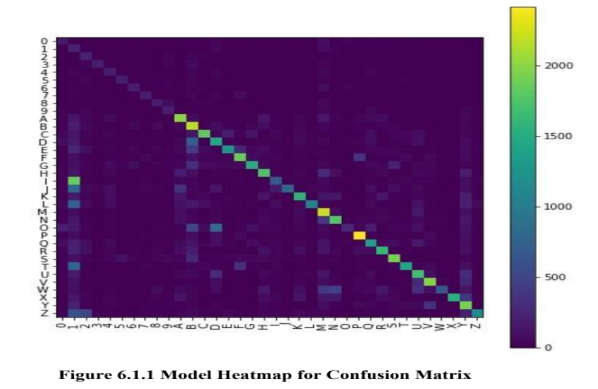 0
1
2
3
4
5
6
7
8
9
A
B
C
D
E
F
G
H
I
J
K
L
M
N
O
P
Q
R
S
T
U
V
W
X
Y
Z
0 1 2 3 4 5 6 7 8 9 A B C D E F G H I J K L M N O P Q R S T U V W X Y Z
2000
1500
1000
500
0
Figure 6.1.1 Model Heatmap for Confusion Matrix